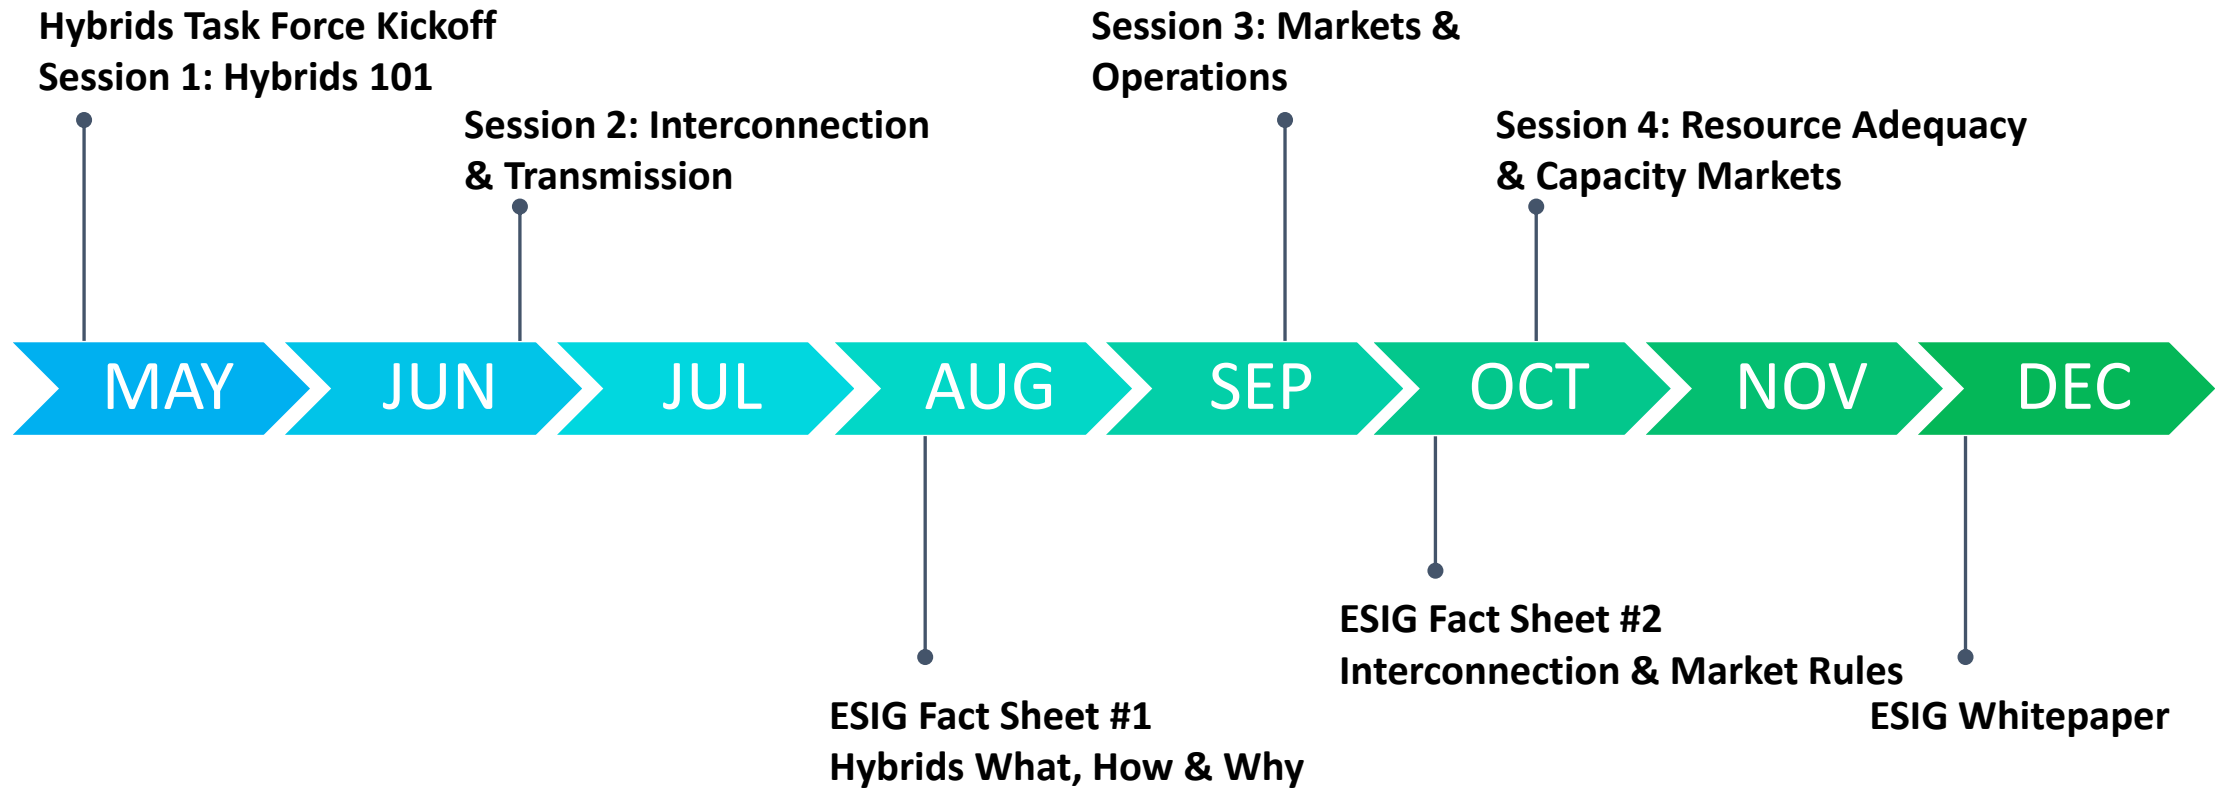 Hybrids Task Force Kickoff
Session 1: Hybrids 101
Session 2: Interconnection
& Transmission
Session 3: Markets &
Operations
Session 4: Resource Adequacy
& Capacity Markets
MAY
JUN
JUL
AUG
SEP
OCT
NOV
DEC
ESIG Fact Sheet #1
Hybrids What, How & Why
ESIG Fact Sheet #2
Interconnection & Market Rules
ESIG Whitepaper